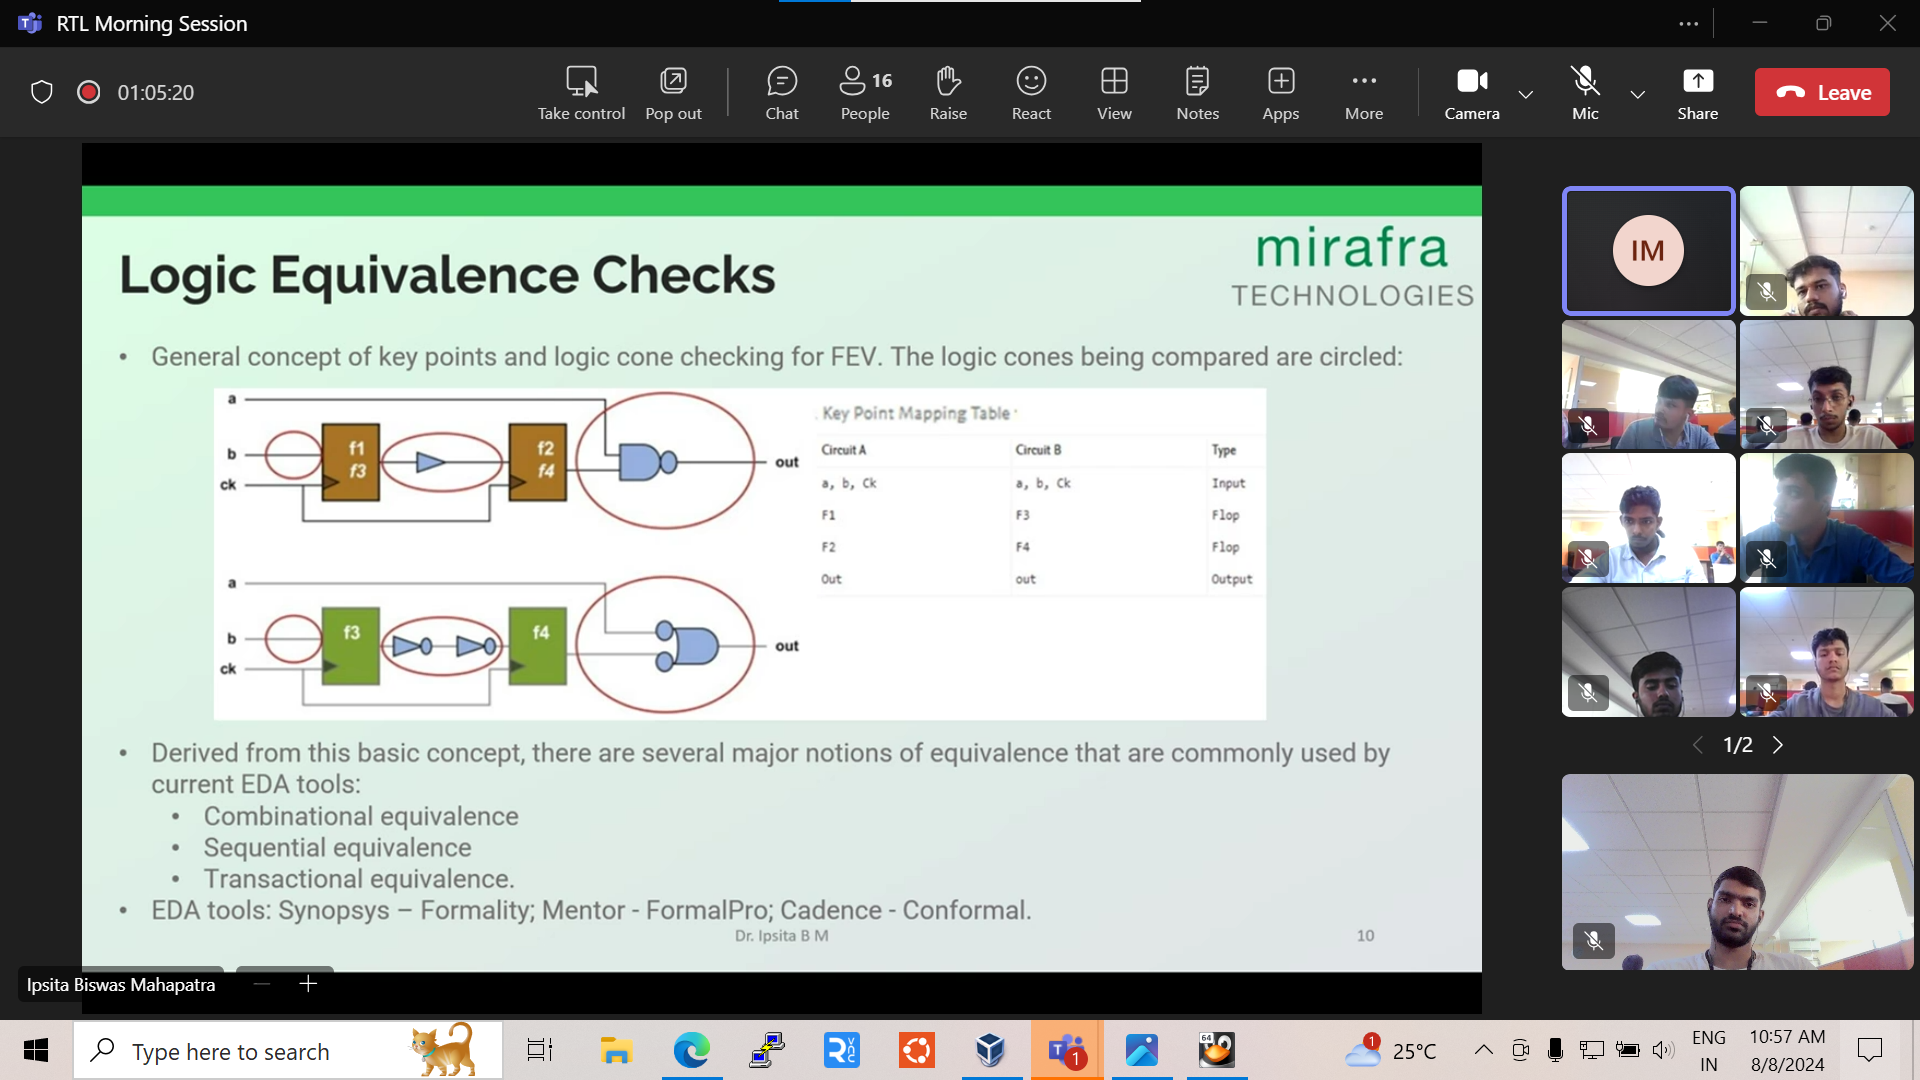 RTL Morning Session
01:05:20
Take control
Pop out
Chat
16
People
Raise
React
View
Notes
Apps
More
Camera
Mic
Share
Leave
mirafra
TECHNOLOGIES
Logic Equivalence Checks
• General concept of key points and logic cone checking for FEV. The logic cones being compared are circled:
a
b
ck
f1
f3
f2
f4
out
a
b
ck
f3
f4
out
Key Point Mapping Table
Circuit A Circuit B Type
a, b, Ck a, b, Ck Input
F1 F3 Flop
F2 F4 Flop
Out out Output
• Derived from this basic concept, there are several major notions of equivalence that are commonly used by
current EDA tools:
• Combinational equivalence
• Sequential equivalence
• Transactional equivalence.
• EDA tools: Synopsys – Formality; Mentor - FormalPro; Cadence - Conformal.
Dr. Ipsita B M
10
IM
1/2
Ipsita Biswas Mahapatra
Type here to search
64
1
1
25°C
ENG
IN
10:57 AM
8/8/2024